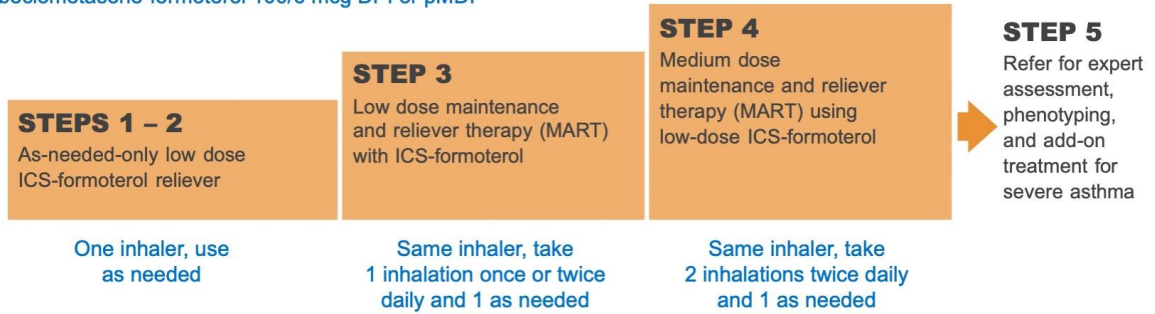 STEPS 1 – 2
As-needed-only low dose
ICS-formoterol reliever
One inhaler, use
as needed
STEP 3
Low dose maintenance
and reliever therapy (MART)
with ICS-formoterol
Same inhaler, take
1 inhalation once or twice
daily and 1 as needed
STEP 4
Medium dose
maintenance and reliever
therapy (MART) using
low-dose ICS-formoterol
Same inhaler, take
2 inhalations twice daily
and 1 as needed
STEP 5
Refer for expert
assessment,
phenotyping,
and add-on
treatment for
severe asthma